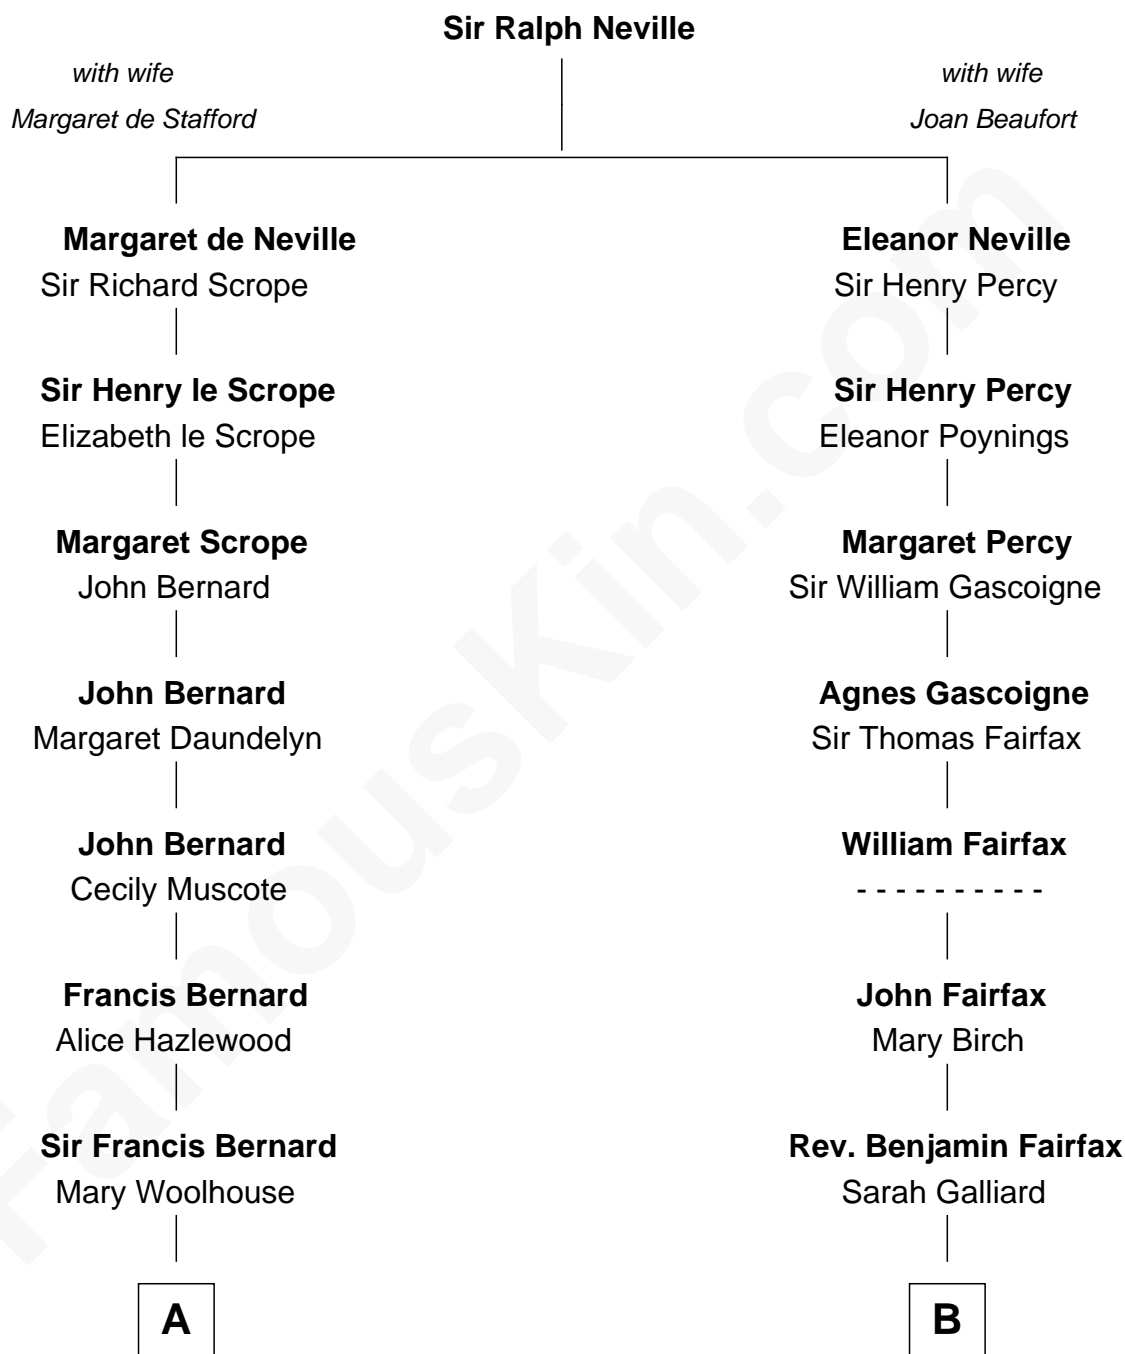 Sir Ralph Neville
with wife
Margaret de Stafford
with wife
Joan Beaufort
Margaret de Neville
Sir Richard Scrope
Eleanor Neville
Sir Henry Percy
Sir Henry le Scrope
Elizabeth le Scrope
Sir Henry Percy
Eleanor Poynings
Margaret Scrope
John Bernard
Margaret Percy
Sir William Gascoigne
John Bernard
Margaret Daundelyn
Agnes Gascoigne
Sir Thomas Fairfax
John Bernard
Cecily Muscote
William Fairfax
- - - - - - - - - -
Francis Bernard
Alice Hazlewood
John Fairfax
Mary Birch
Sir Francis Bernard
Mary Woolhouse
Rev. Benjamin Fairfax
Sarah Galliard
A
B
FamousKin.com